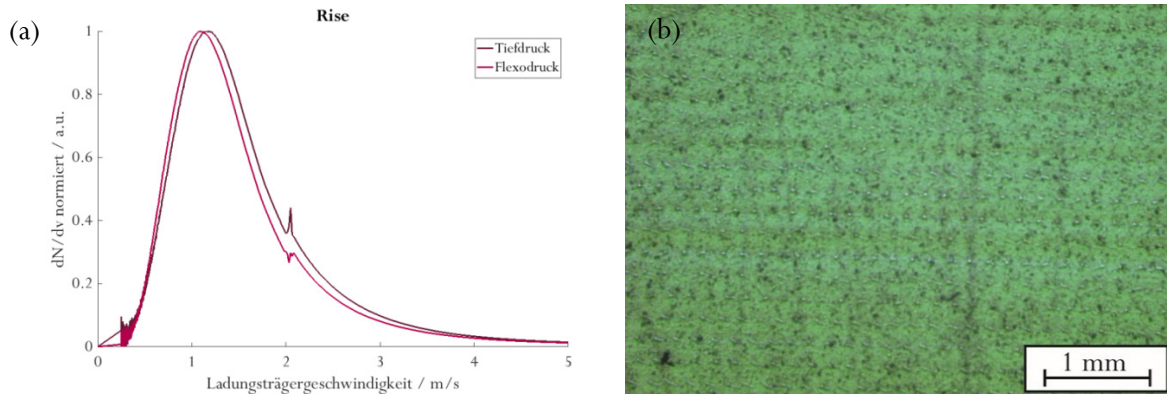 (a)
Rise
Tiefdruck
Flexodruck
dN/dv normiert / a.u.
1
0.8
0.6
0.4
0.2
0
0
1
2
3
4
5
Ladungsträgergeschwindigkeit / m/s
(b)
1 mm